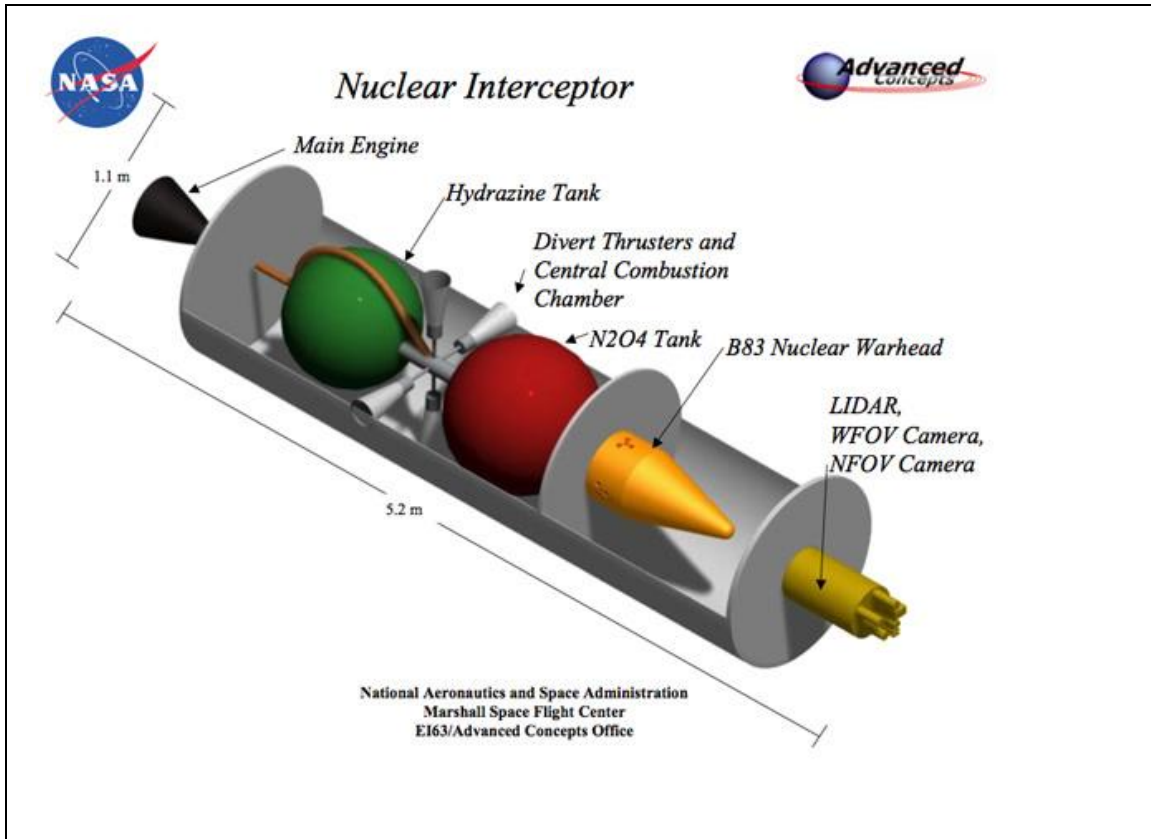 NASA
Nuclear Interceptor
Advanced
Concepts
Main Engine
1.1 m
Hydrazine Tank
Divert Thrusters and
Central Combustion
Chamber
N2O4 Tank
B83 Nuclear Warhead
LIDAR,
WFOV Camera,
NFOV Camera
5.2 m
National Aeronautics and Space Administration
Marshall Space Flight Center
EI63/Advanced Concepts Office